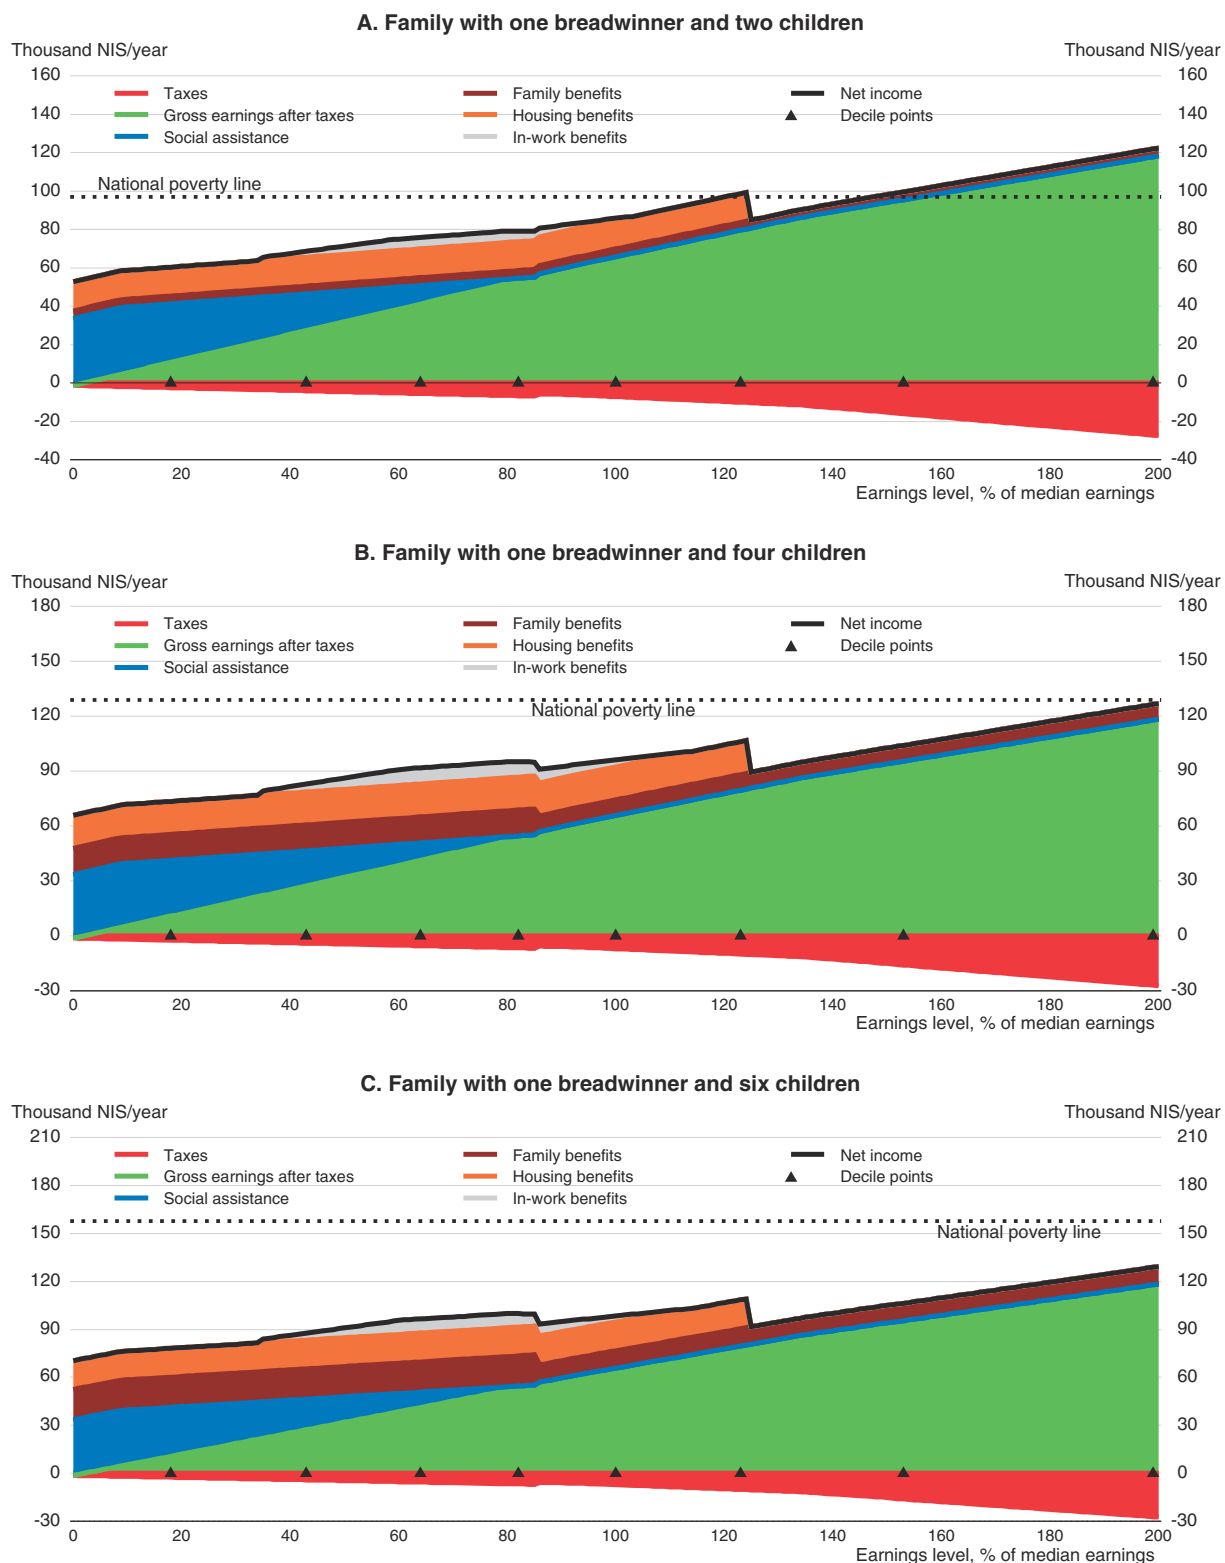 A. Family with one breadwinner and two children
Thousand NIS/year Thousand NIS/year
160 160
Taxes Family benefits Net income
140 Gross earnings after taxes Housing benefits Decile points 140
Social assistance In-work benefits
120 120
National poverty line
100 100
80 80
60 60
40 40
20 20
0 0
-20 -20
-40 -40
0 20 40 60 80 100 120 140 160 180 200
Earnings level, % of median earnings
B. Family with one breadwinner and four children
Thousand NIS/year Thousand NIS/year
180 180
Taxes Family benefits Net income
Gross earnings after taxes Housing benefits Decile points
150 150
Social assistance In-work benefits
National poverty line
120 120
90 90
60 60
30 30
0 0
-30 -30
0 20 40 60 80 100 120 140 160 180 200
Earnings level, % of median earnings
C. Family with one breadwinner and six children
Thousand NIS/year Thousand NIS/year
210 210
Taxes Family benefits Net income
Gross earnings after taxes Housing benefits Decile points
180 180
Social assistance In-work benefits
150 National poverty line 150
120 120
90 90
60 60
30 30
0 0
-30 -30
0 20 40 60 80 100 120 140 160 180 200
Earnings level, % of median earnings